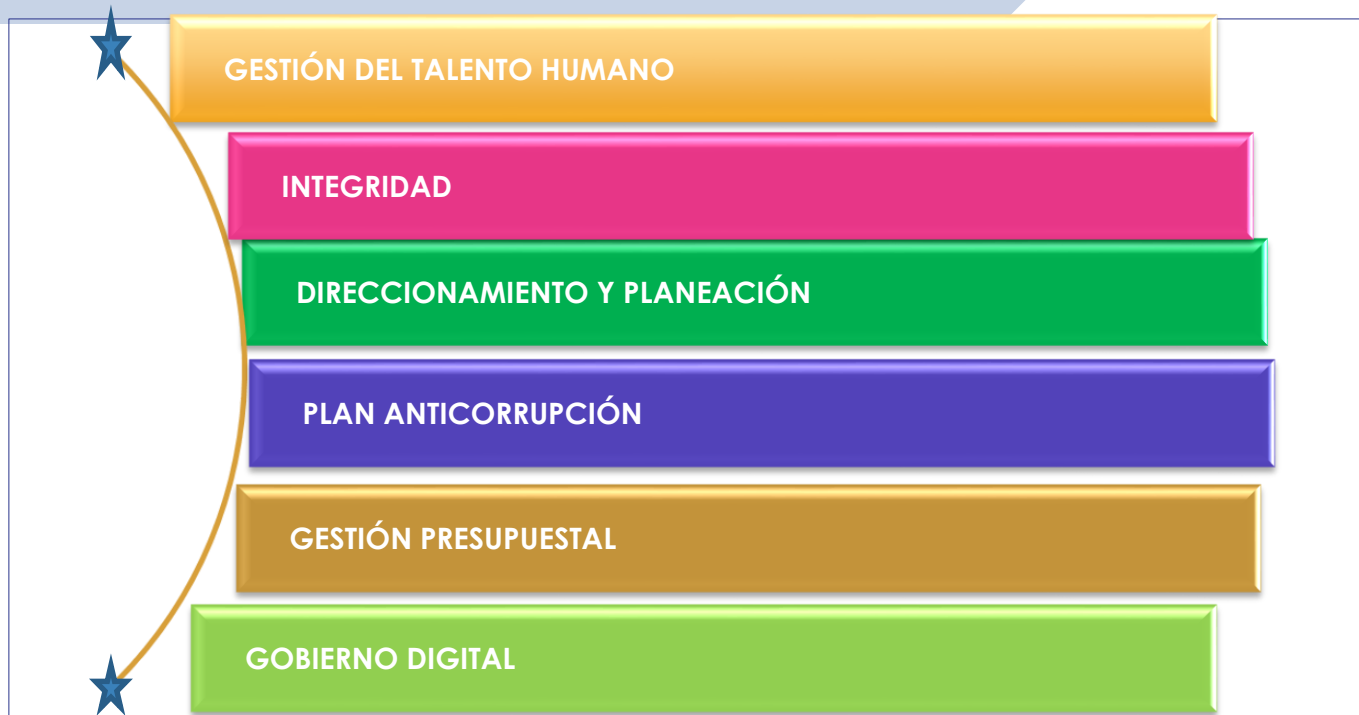 GESTIÓN DEL TALENTO HUMANO
INTEGRIDAD
DIRECCIONAMIENTO Y PLANEACIÓN
PLAN ANTICORRUPCIÓN
GESTIÓN PRESUPUESTAL
GOBIERNO DIGITAL